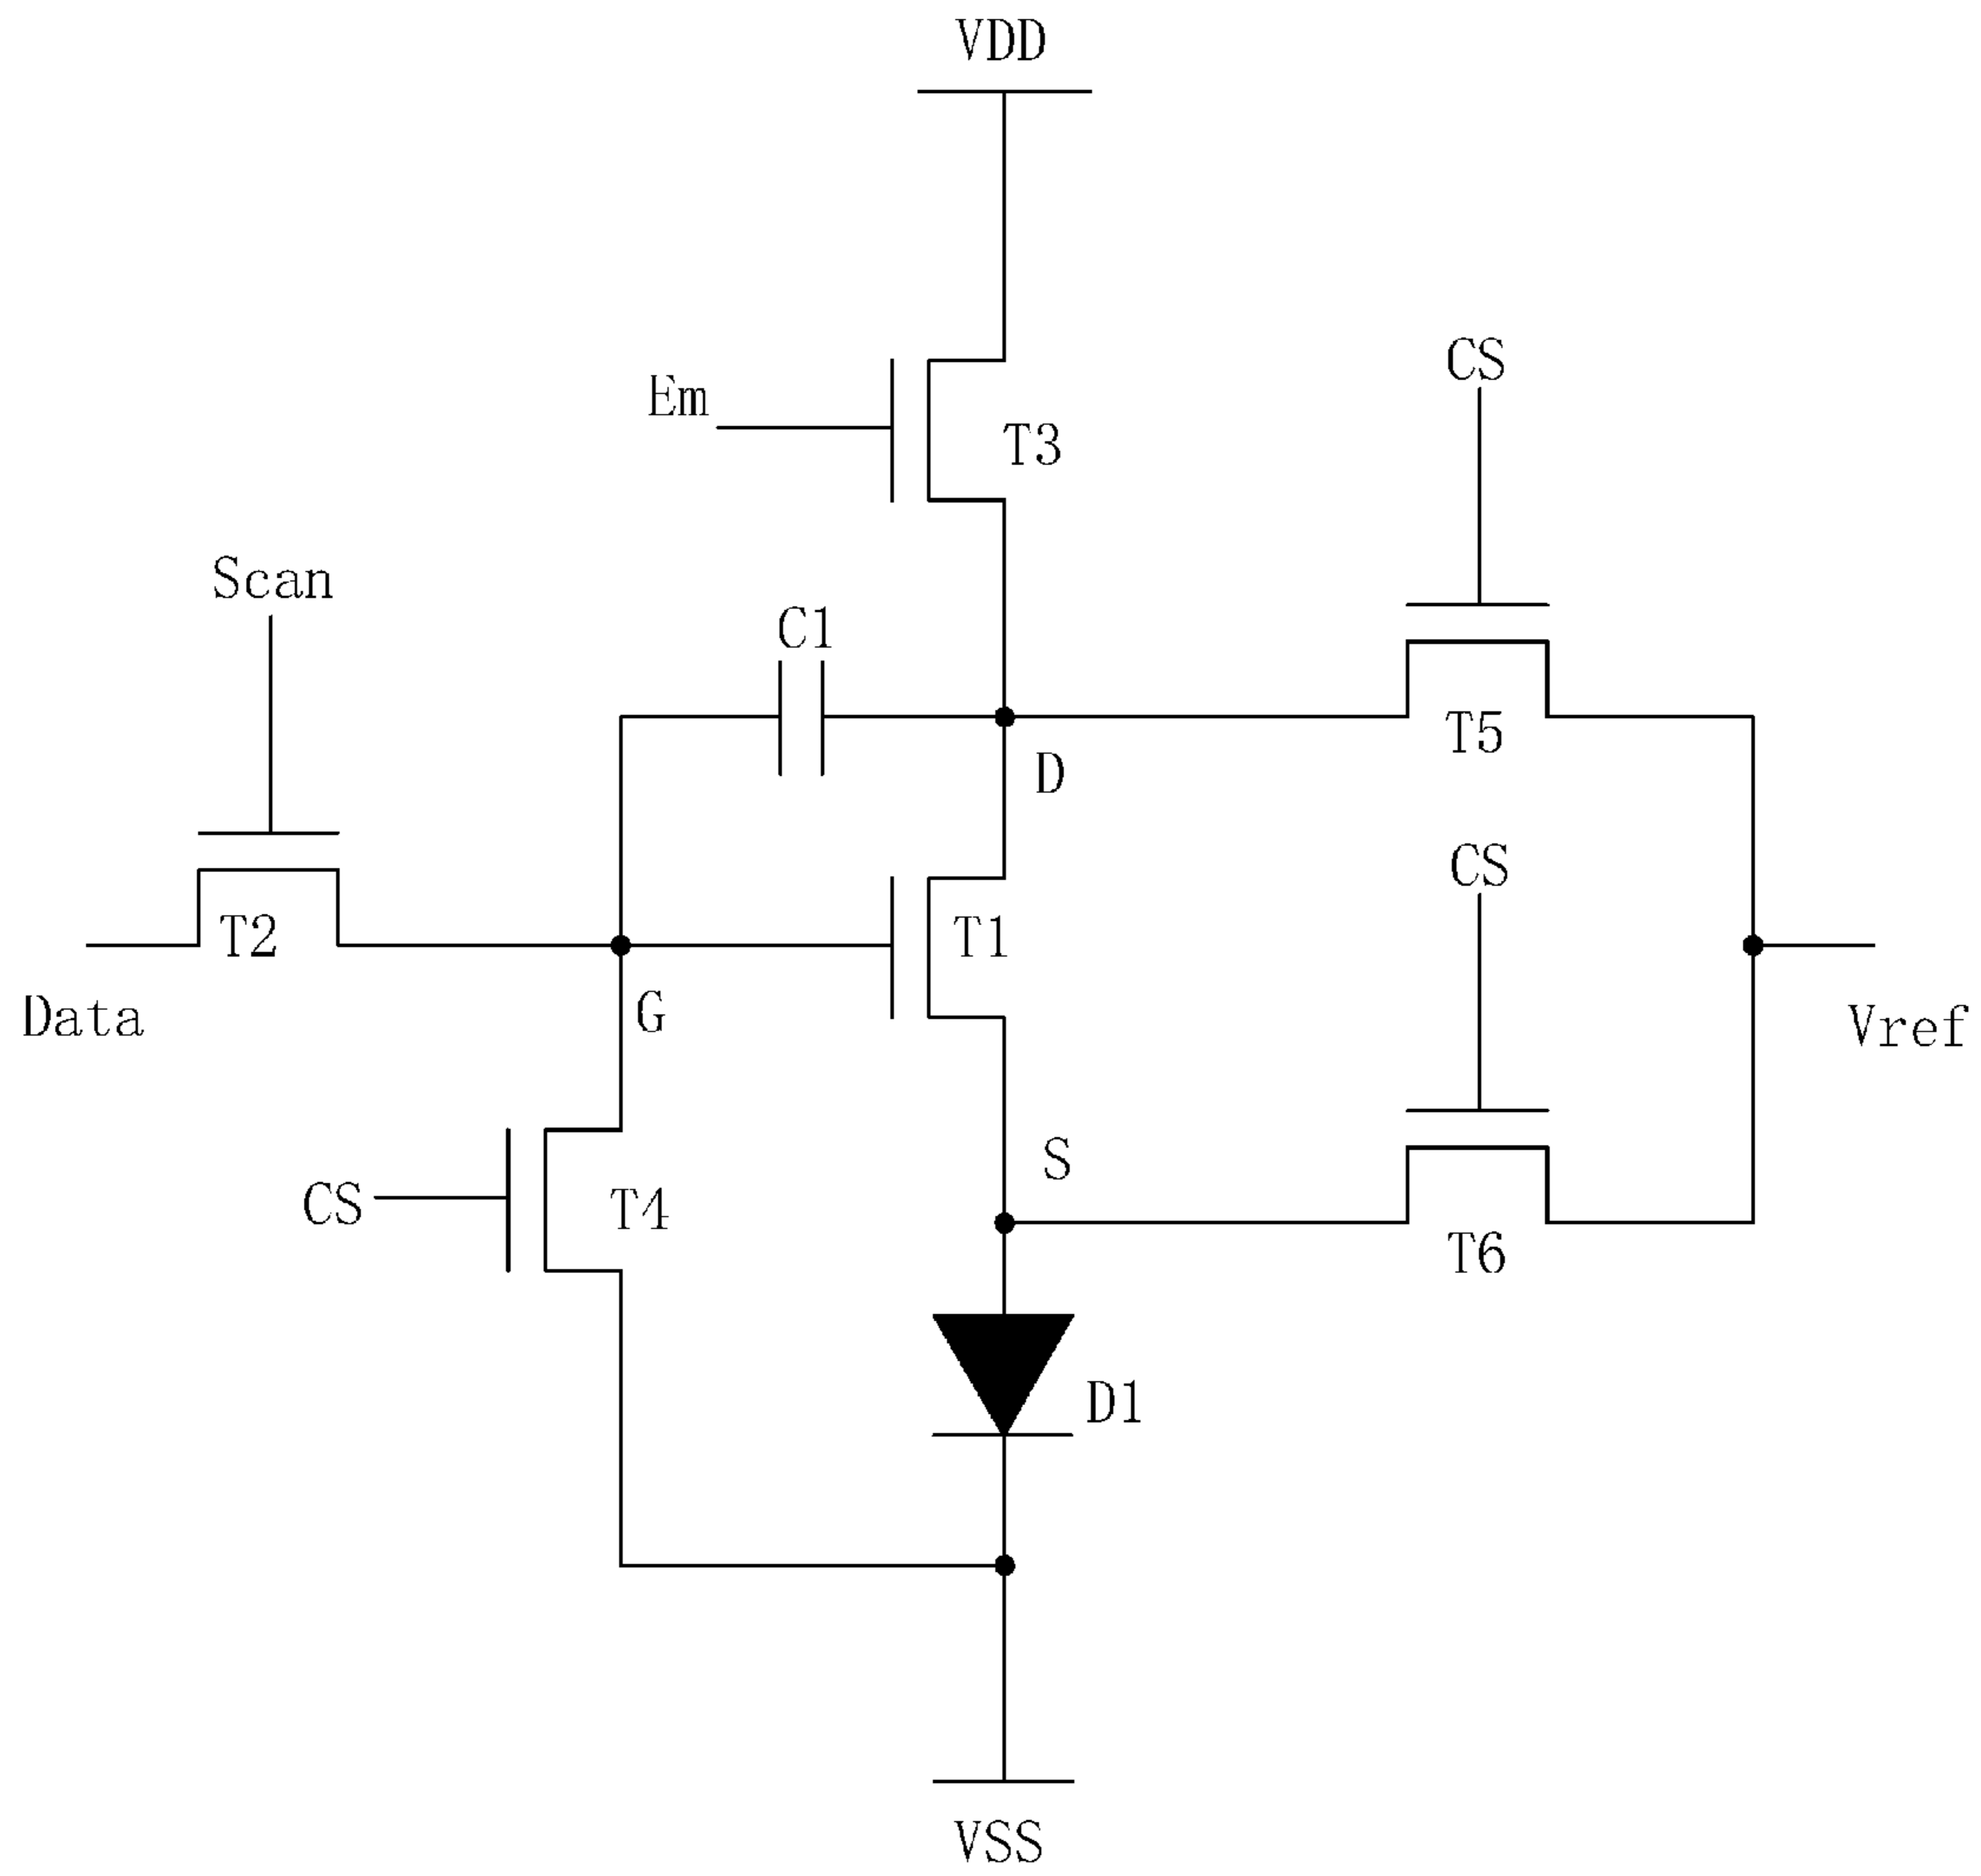 VDD
CS
Em
T3
Scan
C1
T5
D
CS
T2
T1
G
Data
Vref
S
CS
T4
T6
D1
VSS